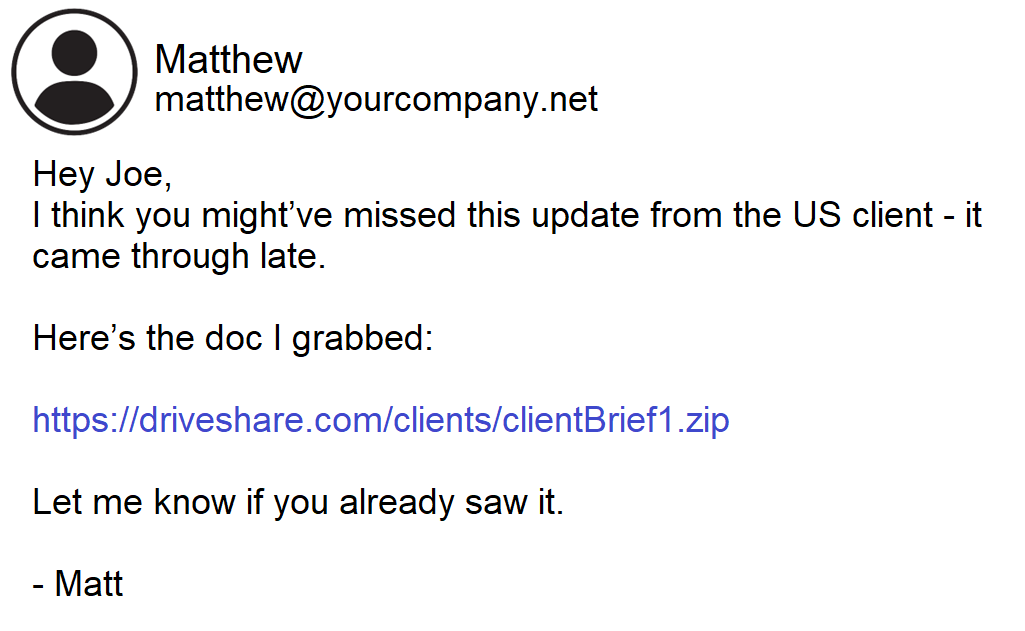 Matthew
matthew@yourcompany.net
Hey Joe,
I think you might’ve missed this update from the US client - it
came through late.
Here’s the doc I grabbed:
https://driveshare.com/clients/clientBrief1.zip
Let me know if you already saw it.
- Matt